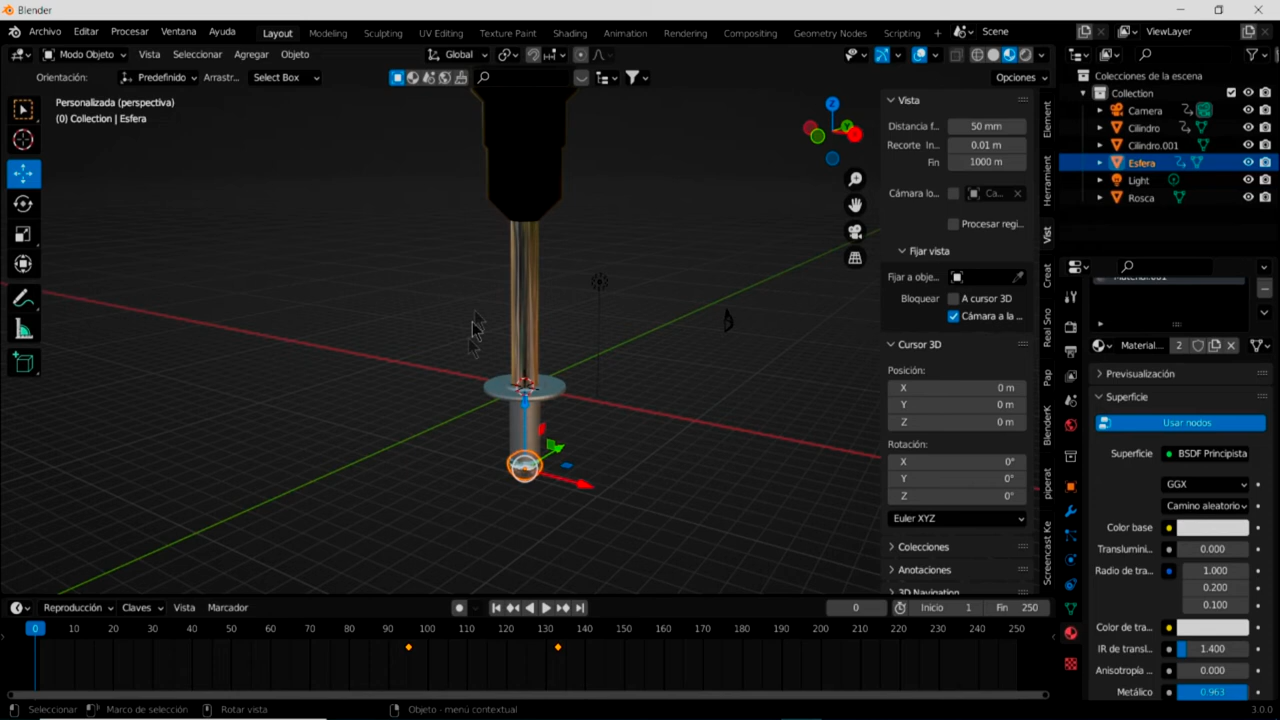 Blender
Archivo Editar Procesar Ventana Ayuda Layout Modeling Sculpting UV Editing Texture Paint Shading Animation Rendering Compositing Geometry Nodes Scripting + Scene ViewLayer
Modo Objeto Vista Seleccionar Agregar Objeto Global
Orientación: Predefinido Arrastr... Select Box Opciones
Personalizada (perspectiva)
(0) Collection | Esfera
Z
Y
Vista
Distancia f... 50 mm
Recorte In... 0.01 m
Fin 1000 m
Cámara lo... Ca...
Procesar regi...
Fijar vista
Fijar a obje...
Bloquear A cursor 3D
Cámara a la ...
Cursor 3D
Posición:
X 0 m
Y 0 m
Z 0 m
Rotación:
X 0°
Y 0°
Z 0°
Euler XYZ
Colecciones
Anotaciones
3D Navigation
Element
Herramient
Vist
Creat
Real Sno
Pap
BlenderK
piperat
Screencast Ke
Colecciones de la escena
Collection
Camera
Cilindro
Cilindro.001
Esfera
Light
Rosca
Material.001
Material... 2
Previsualización
Superficie
Usar nodos
Superficie BSDF Principista
GGX
Camino aleatorio
Color base
Translumini... 0.000
Radio de tra... 1.000
0.200
0.100
Color de tra...
IR de transl... 1.400
Anisotropía ... 0.000
Metálico 0.963
Reproducción Claves Vista Marcador 0 Inicio 1 Fin 250
0 10 20 30 40 50 60 70 80 90 100 110 120 130 140 150 160 170 180 190 200 210 220 230 240 250
Seleccionar Marco de selección Rotar vista Objeto - menú contextual 3.0.0